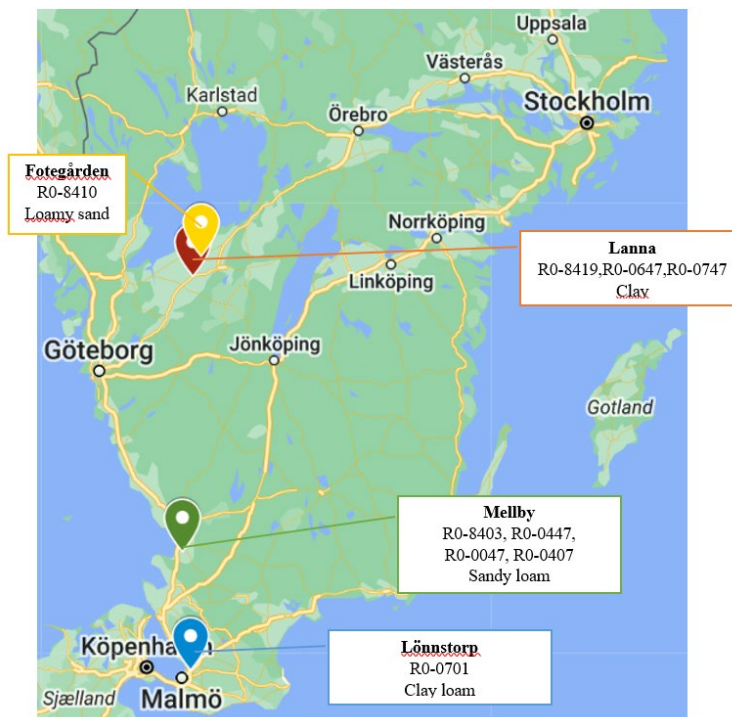 Uppsala
Västerås
Karlstad
Örebro
Stockholm
Fotegården
R0-8410
Loamy sand
Norrköping
Linköping
Lanna
R0-8419,R0-0647,R0-0747
Clay
Göteborg
Jönköping
Gotland
Mellby
R0-8403, R0-0447,
R0-0047, R0-0407
Sandy loam
Lönnstorp
R0-0701
Clay loam
Köpenha n
Malmö
Sjælland